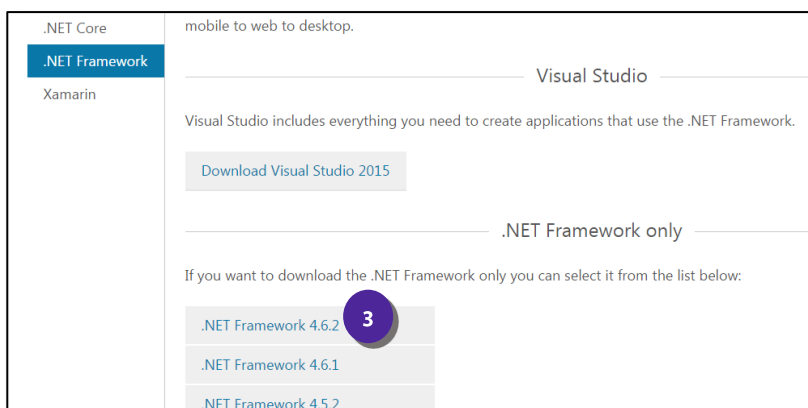 .NET Core
.NET Framework
Xamarin
mobile to web to desktop.
Visual Studio
Visual Studio includes everything you need to create applications that use the .NET Framework.
Download Visual Studio 2015
.NET Framework only
If you want to download the .NET Framework only you can select it from the list below:
.NET Framework 4.6.2 3
.NET Framework 4.6.1
.NET Framework 4.5.2